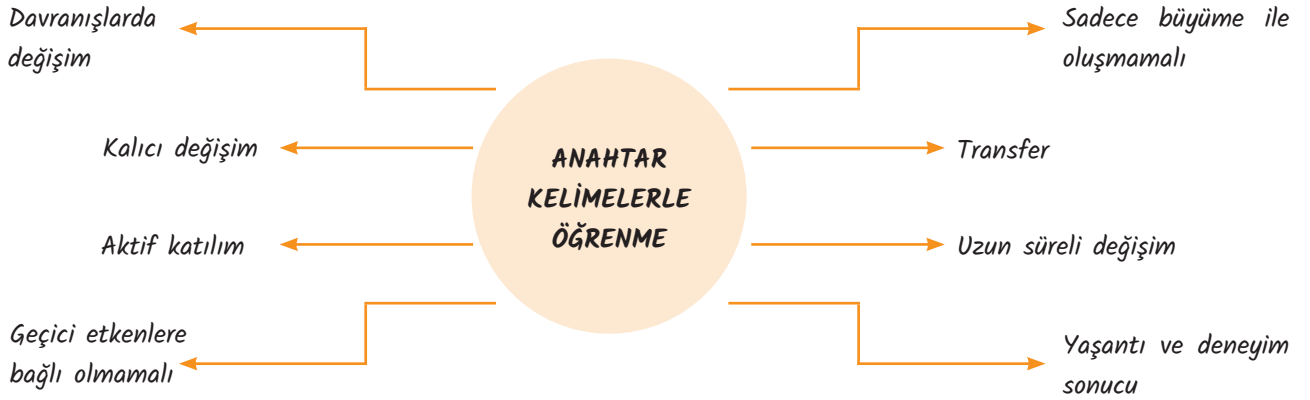 Davranışlarda
değişim
Kalıcı değişim
Aktif katılım
Geçici etkenlere
bağlı olmamalı
ANAHTAR
KELİMELERLE
ÖĞRENME
Sadece büyüme ile
oluşmamalı
Transfer
Uzun süreli değişim
Yaşantı ve deneyim
sonucu